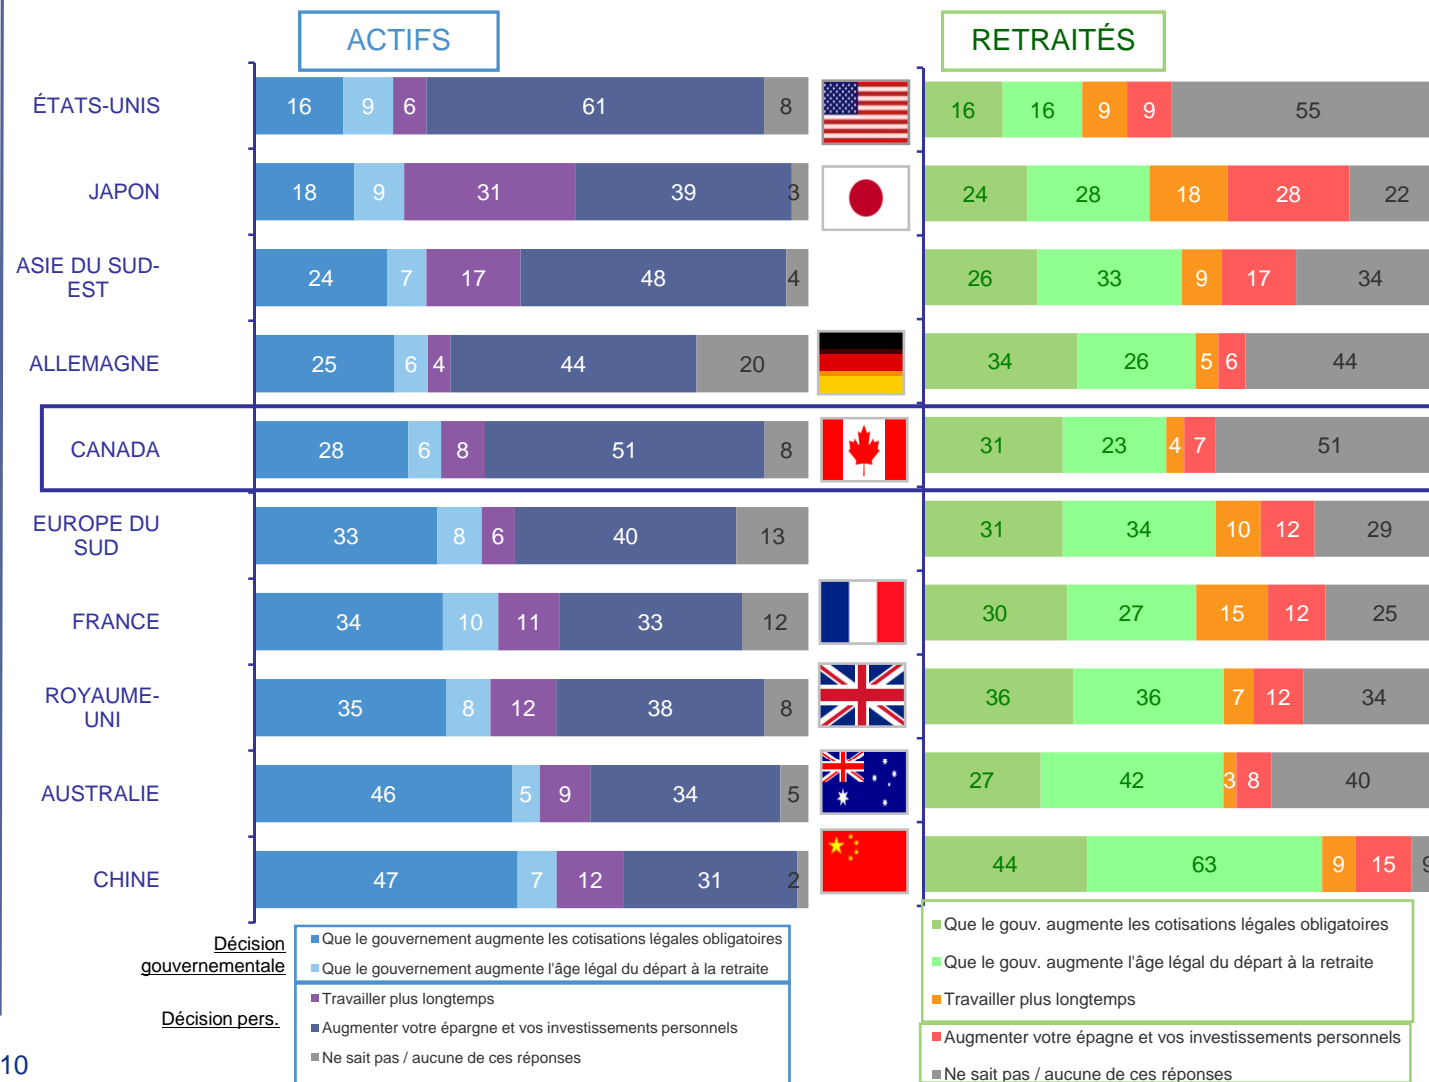 ACTIFS
RETRAITÉS
ÉTATS-UNIS
16 9 6 61 8
16 16 9 9 55
JAPON
18 9 31 39 3
24 28 18 28 22
ASIE DU SUD-
EST
24 7 17 48 4
26 33 9 17 34
ALLEMAGNE
25 6 4 44 20
34 26 5 6 44
CANADA
28 6 8 51 8
31 23 4 7 51
EUROPE DU
SUD
33 8 6 40 13
31 34 10 12 29
FRANCE
34 10 11 33 12
30 27 15 12 25
ROYAUME-
UNI
35 8 12 38 8
36 36 7 12 34
AUSTRALIE
46 5 9 34 5
27 42 3 8 40
CHINE
47 7 12 31 2
44 63 9 15 9
Décision
gouvernementale
Que le gouvernement augmente les cotisations légales obligatoires
Que le gouvernement augmente l'âge légal du départ à la retraite
Décision pers.
Travailler plus longtemps
Augmenter votre épargne et vos investissements personnels
Ne sait pas / aucune de ces réponses
Que le gouv. augmente les cotisations légales obligatoires
Que le gouv. augmente l'âge légal du départ à la retraite
Travailler plus longtemps
Augmenter votre épagne et vos investissements personnels
Ne sait pas / aucune de ces réponses
10